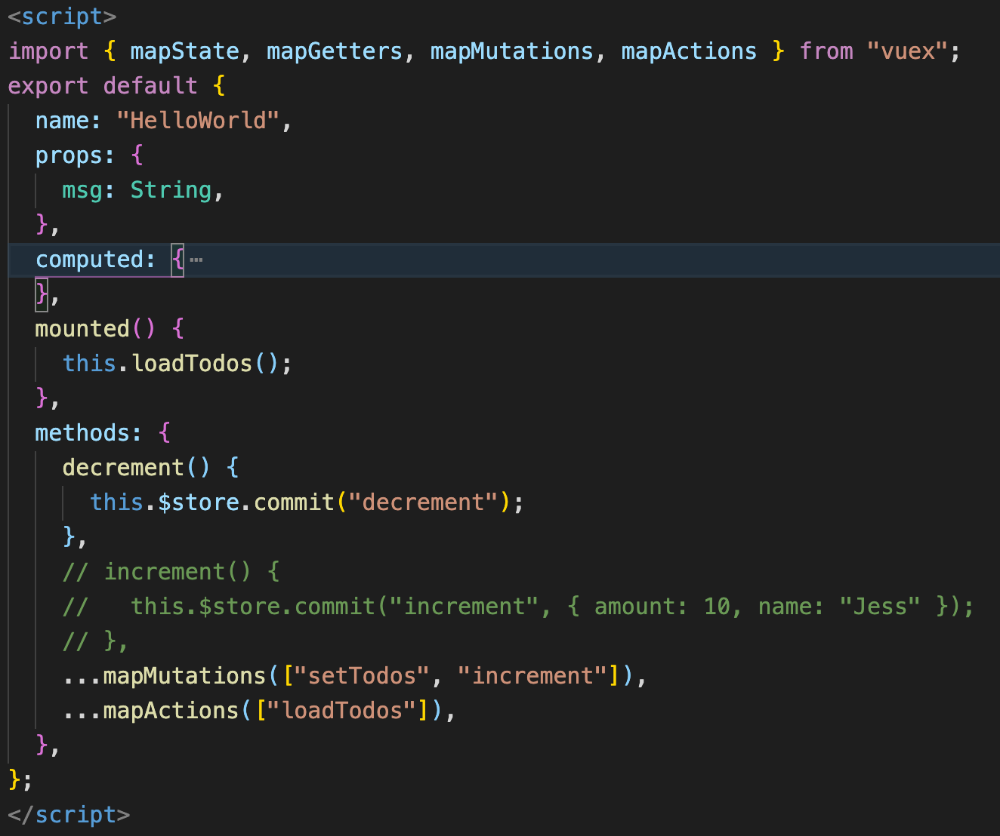 <script>
import { mapState, mapGetters, mapMutations, mapActions } from "vuex";
export default {
  name: "HelloWorld",
  props: {
    msg: String,
  },
  computed: {⋯
  },
  mounted() {
    this.loadTodos();
  },
  methods: {
    decrement() {
      this.$store.commit("decrement");
    },
    // increment() {
    //   this.$store.commit("increment", { amount: 10, name: "Jess" });
    // },
    ...mapMutations(["setTodos", "increment"]),
    ...mapActions(["loadTodos"]),
  },
};
</script>